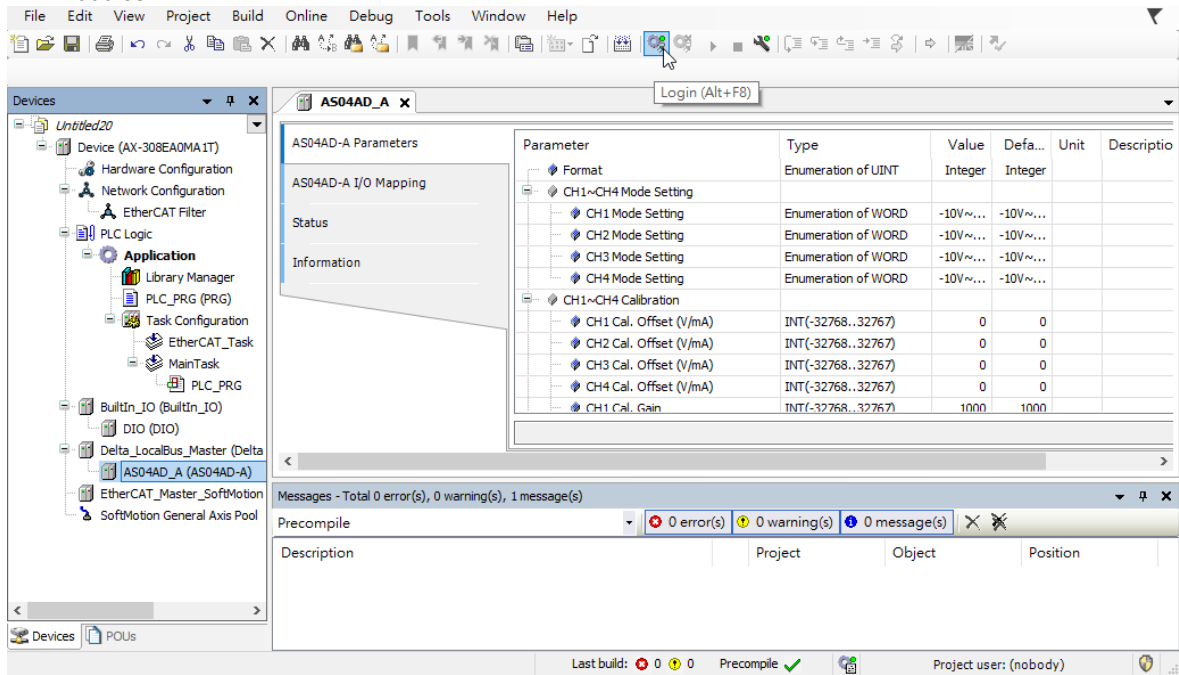 File Edit View Project Build Online Debug Tools Window Help
Login (Alt+F8)
Devices
AS04AD_A
Untitled20
Device (AX-308EA0MA1T)
Hardware Configuration
Network Configuration
EtherCAT Filter
PLC Logic
Application
Library Manager
PLC_PRG (PRG)
Task Configuration
EtherCAT_Task
MainTask
PLC_PRG
BuiltIn_IO (BuiltIn_IO)
DIO (DIO)
Delta_LocalBus_Master (Delta
AS04AD_A (AS04AD-A)
EtherCAT_Master_SoftMotion
SoftMotion General Axis Pool
Devices POUs
AS04AD-A Parameters
AS04AD-A I/O Mapping
Status
Information
Parameter Type Value Defa... Unit Descriptio
Format Enumeration of UINT Integer Integer
CH1~CH4 Mode Setting
CH1 Mode Setting Enumeration of WORD -10V~... -10V~...
CH2 Mode Setting Enumeration of WORD -10V~... -10V~...
CH3 Mode Setting Enumeration of WORD -10V~... -10V~...
CH4 Mode Setting Enumeration of WORD -10V~... -10V~...
CH1~CH4 Calibration
CH1 Cal. Offset (V/mA) INT(-32768..32767) 0 0
CH2 Cal. Offset (V/mA) INT(-32768..32767) 0 0
CH3 Cal. Offset (V/mA) INT(-32768..32767) 0 0
CH4 Cal. Offset (V/mA) INT(-32768..32767) 0 0
CH1 Cal. Gain INT(-32768..32767) 1000 1000
Messages - Total 0 error(s), 0 warning(s), 1 message(s)
Precompile 0 error(s) 0 warning(s) 0 message(s)
Description Project Object Position
Last build: 0 0 Precompile Project user: (nobody)